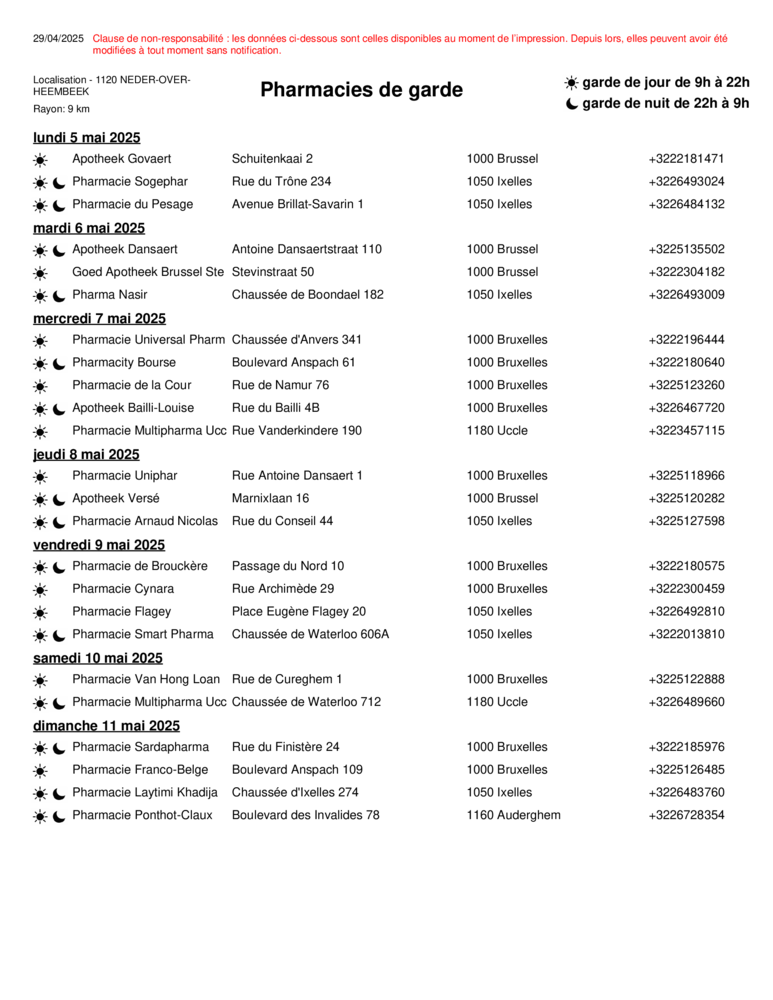 29/04/2025 Clause de non-responsabilité : les données ci-dessous sont celles disponibles au moment de l'impression. Depuis lors, elles peuvent avoir été
modifiées à tout moment sans notification.
Localisation - 1120 NEDER-OVER-
HEEMBEEK
Rayon: 9 km
Pharmacies de garde
garde de jour de 9h à 22h
garde de nuit de 22h à 9h
lundi 5 mai 2025
Apotheek Govaert Schuitenkaai 2 1000 Brussel +3222181471
Pharmacie Sogephar Rue du Trône 234 1050 Ixelles +3226493024
Pharmacie du Pesage Avenue Brillat-Savarin 1 1050 Ixelles +3226484132
mardi 6 mai 2025
Apotheek Dansaert Antoine Dansaertstraat 110 1000 Brussel +3225135502
Goed Apotheek Brussel Ste Stevinstraat 50 1000 Brussel +3222304182
Pharma Nasir Chaussée de Boondael 182 1050 Ixelles +3226493009
mercredi 7 mai 2025
Pharmacie Universal Pharm Chaussée d'Anvers 341 1000 Bruxelles +3222196444
Pharmacity Bourse Boulevard Anspach 61 1000 Bruxelles +3222180640
Pharmacie de la Cour Rue de Namur 76 1000 Bruxelles +3225123260
Apotheek Bailli-Louise Rue du Bailli 4B 1000 Bruxelles +3226467720
Pharmacie Multipharma Ucc Rue Vanderkindere 190 1180 Uccle +3223457115
jeudi 8 mai 2025
Pharmacie Uniphar Rue Antoine Dansaert 1 1000 Bruxelles +3225118966
Apotheek Versé Marnixlaan 16 1000 Brussel +3225120282
Pharmacie Arnaud Nicolas Rue du Conseil 44 1050 Ixelles +3225127598
vendredi 9 mai 2025
Pharmacie de Brouckère Passage du Nord 10 1000 Bruxelles +3222180575
Pharmacie Cynara Rue Archimède 29 1000 Bruxelles +3222300459
Pharmacie Flagey Place Eugène Flagey 20 1050 Ixelles +3226492810
Pharmacie Smart Pharma Chaussée de Waterloo 606A 1050 Ixelles +3222013810
samedi 10 mai 2025
Pharmacie Van Hong Loan Rue de Cureghem 1 1000 Bruxelles +3225122888
Pharmacie Multipharma Ucc Chaussée de Waterloo 712 1180 Uccle +3226489660
dimanche 11 mai 2025
Pharmacie Sardapharma Rue du Finistère 24 1000 Bruxelles +3222185976
Pharmacie Franco-Belge Boulevard Anspach 109 1000 Bruxelles +3225126485
Pharmacie Laytimi Khadija Chaussée d'Ixelles 274 1050 Ixelles +3226483760
Pharmacie Ponthot-Claux Boulevard des Invalides 78 1160 Auderghem +3226728354